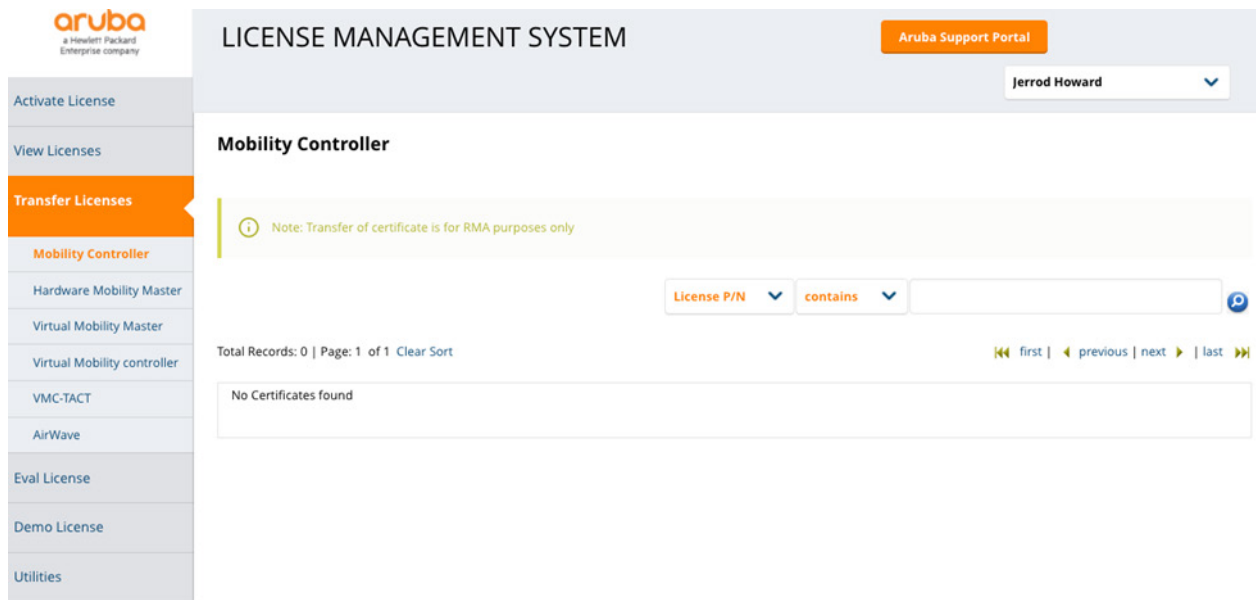 aruba
a Hewlett Packard
Enterprise company
LICENSE MANAGEMENT SYSTEM
Aruba Support Portal
Jerrod Howard
Activate License
View Licenses
Transfer Licenses
Mobility Controller
Hardware Mobility Master
Virtual Mobility Master
Virtual Mobility controller
VMC-TACT
AirWave
Eval License
Demo License
Utilities
Mobility Controller
Note: Transfer of certificate is for RMA purposes only
License P/N contains
Total Records: 0 | Page: 1 of 1 Clear Sort first | previous | next | last
No Certificates found